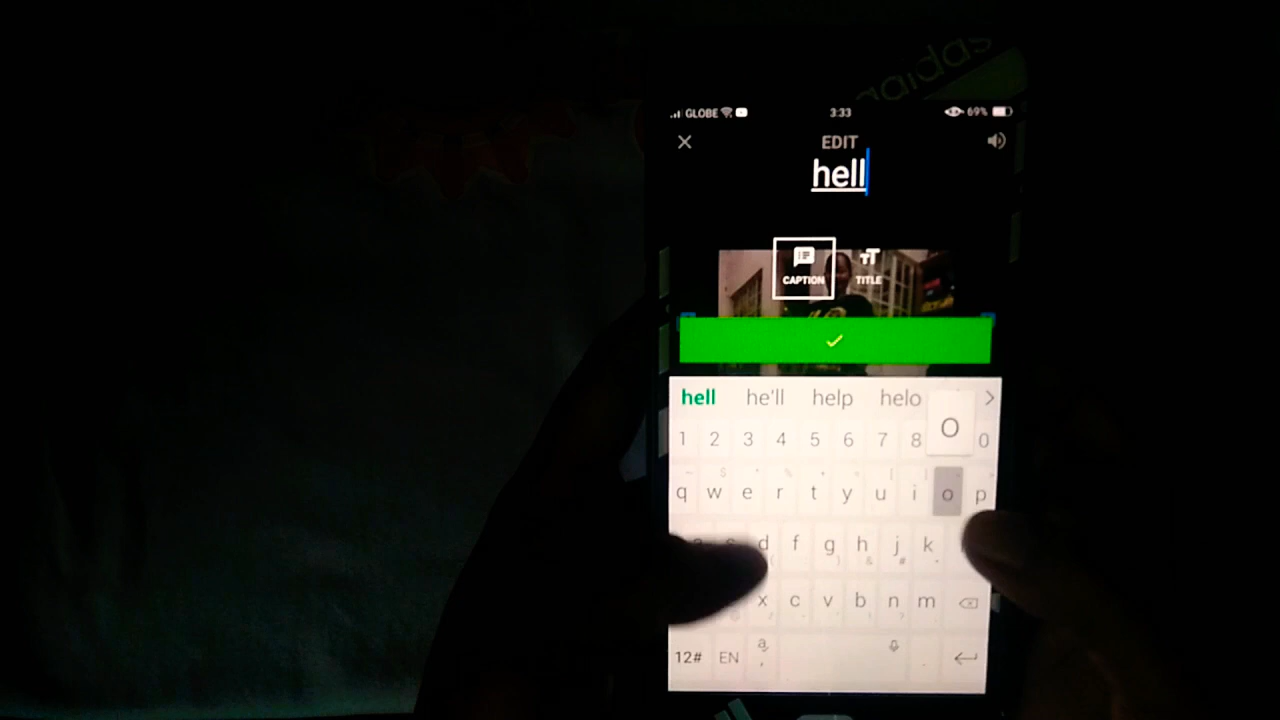 adidas
GLOBE 3:33 69%
EDIT
hell
CAPTION TITLE
hell he'll help helo
O
1 2 3 4 5 6 7 8 0
q w e r t y u i o p
d f g h j k
x c v b n m
12# EN a , .